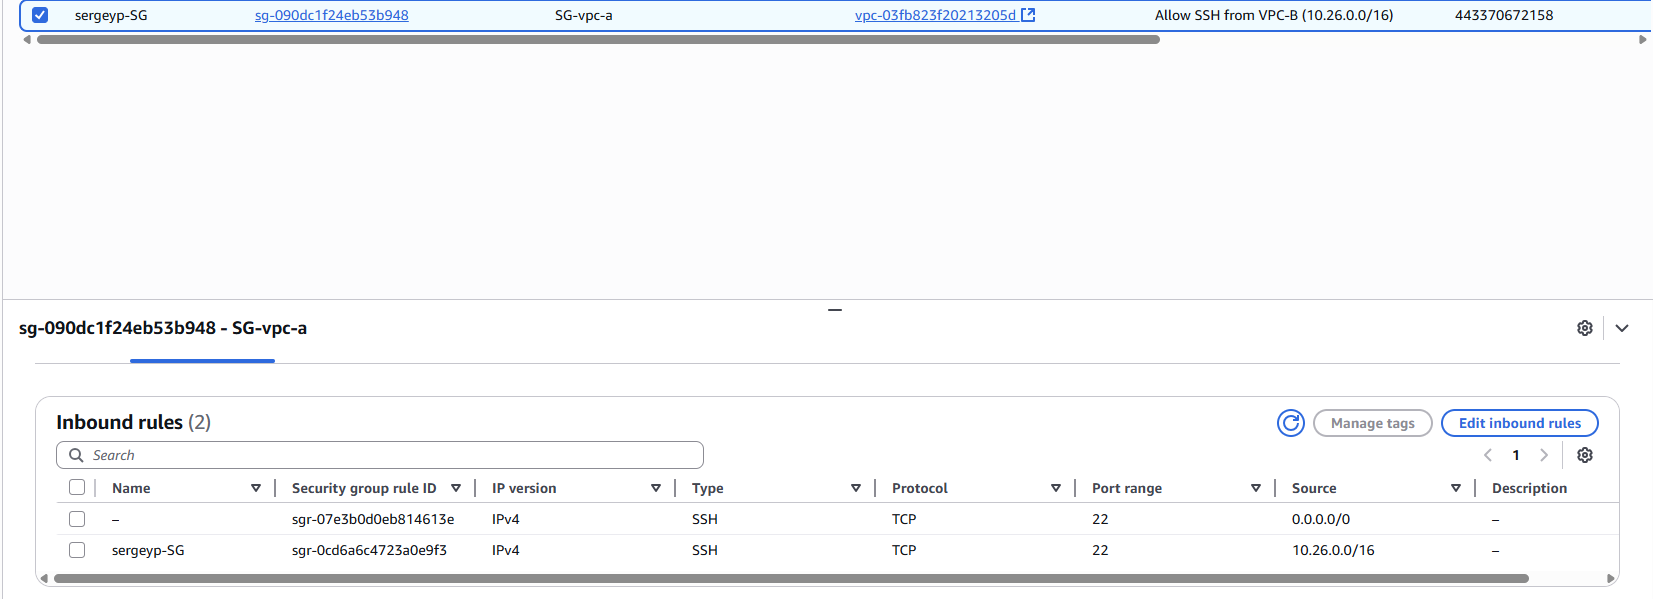 sergeyp-SG sg-090dc1f24eb53b948 SG-vpc-a vpc-03fb823f20213205d Allow SSH from VPC-B (10.26.0.0/16) 443370672158
sg-090dc1f24eb53b948 - SG-vpc-a
Inbound rules (2)
Manage tags
Edit inbound rules
Search
1
Name Security group rule ID IP version Type Protocol Port range Source Description
– sgr-07e3b0d0eb814613e IPv4 SSH TCP 22 0.0.0.0/0 –
sergeyp-SG sgr-0cd6a6c4723a0e9f3 IPv4 SSH TCP 22 10.26.0.0/16 –